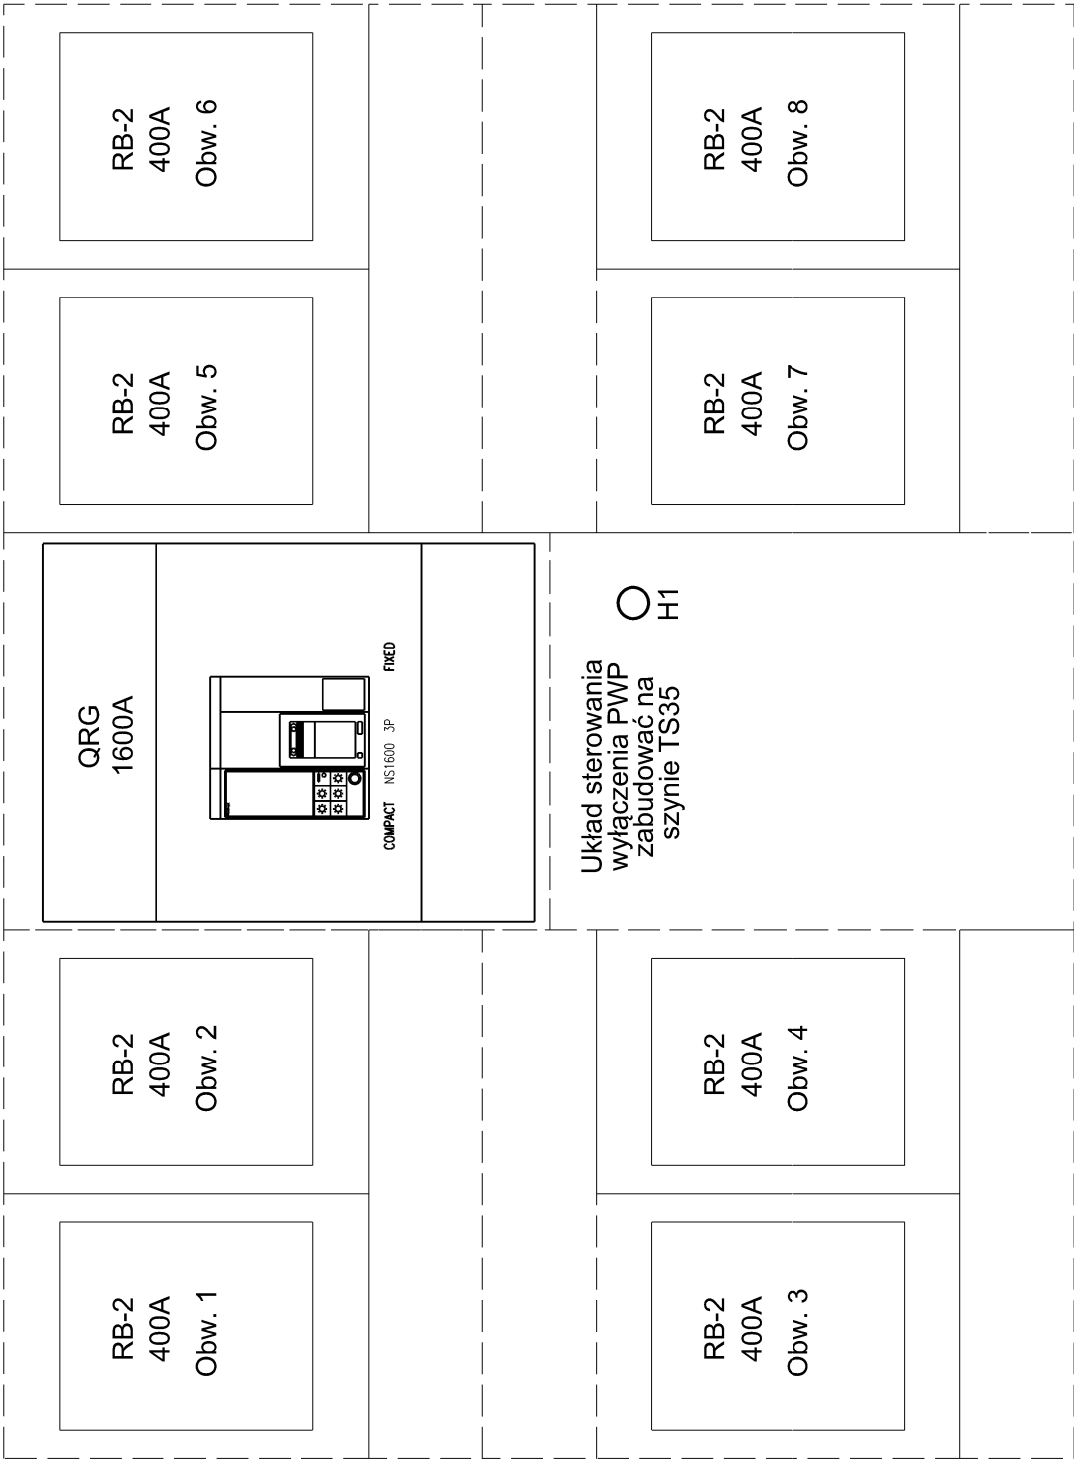 RB-2
400A
Obw. 1
RB-2
400A
Obw. 2
QRG
1600A
COMPACT NS1600 3P FIXED
RB-2
400A
Obw. 5
RB-2
400A
Obw. 6
RB-2
400A
Obw. 3
RB-2
400A
Obw. 4
Układ sterowania
wyłączenia PWP
zabudować na
szynie TS35
H1
RB-2
400A
Obw. 7
RB-2
400A
Obw. 8